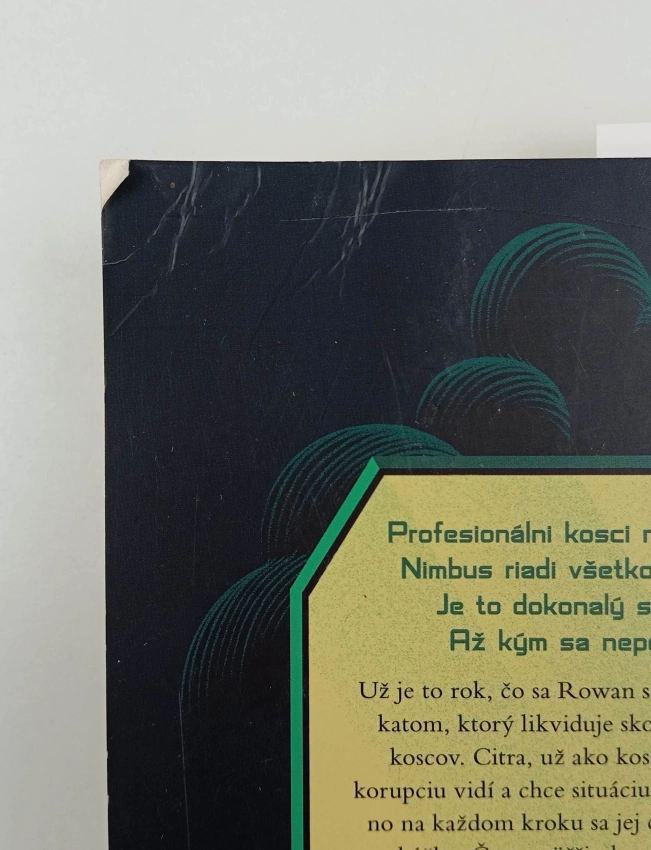 Profesionálni kosci
Nimbus riadi všetko
Je to dokonalý
Až kým sa
Už je to rok, čo sa Rowan
katom, ktorý likviduje
koscov. Citra, už ako
korupciu vidí a chce situáciu
no na každom kroku sa jej